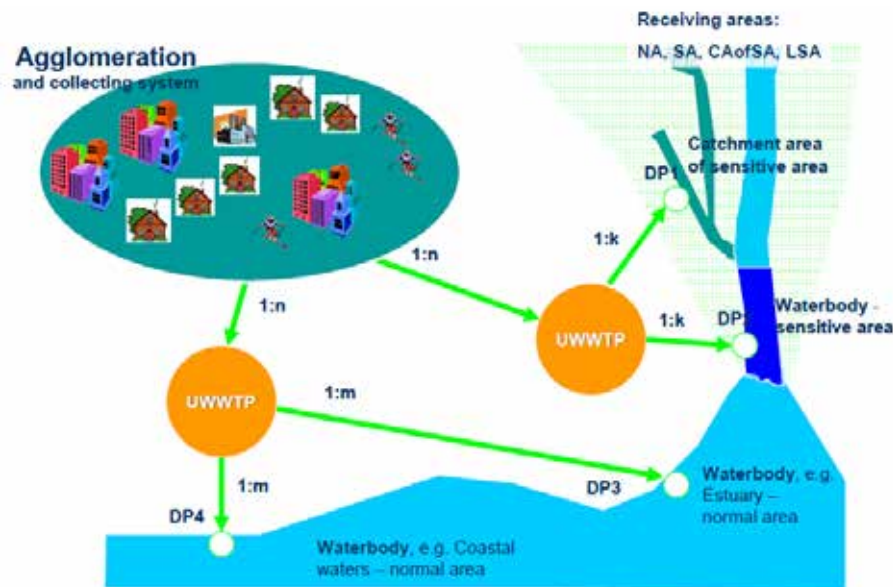 Receiving areas:
NA, SA, CAofSA, LSA
Agglomeration
and collecting system
Catchment area
of sensitive area
DP1
1:k
1:n
1:n
Waterbody -
sensitive area
1:k
UWWTP
UWWTP
1:m
1:m
DP3
Waterbody, e.g.
Estuary –
normal area
DP4
Waterbody, e.g. Coastal
waters – normal area